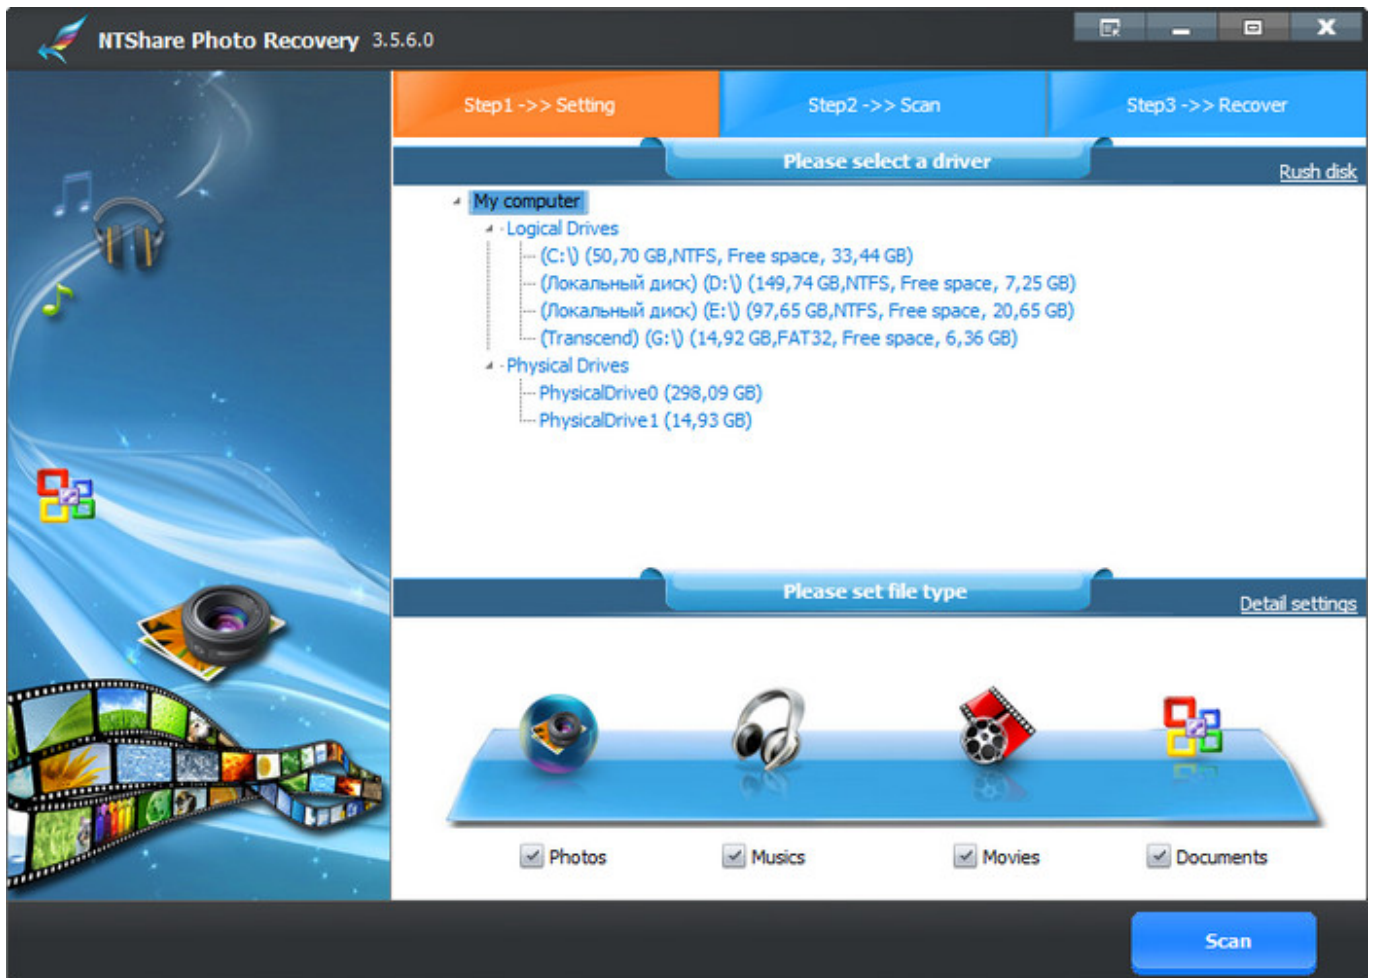 NTShare Photo Recovery 3.5.6.0
Step1 ->> Setting
Step2 ->> Scan
Step3 ->> Recover
Please select a driver
Rush disk
My computer
Logical Drives
(C:\) (50,70 GB,NTFS, Free space, 33,44 GB)
(Локальный диск) (D:\) (149,74 GB,NTFS, Free space, 7,25 GB)
(Локальный диск) (E:\) (97,65 GB,NTFS, Free space, 20,65 GB)
(Transcend) (G:\) (14,92 GB,FAT32, Free space, 6,36 GB)
Physical Drives
PhysicalDrive0 (298,09 GB)
PhysicalDrive1 (14,93 GB)
Please set file type
Detail settings
Photos
Musics
Movies
Documents
Scan